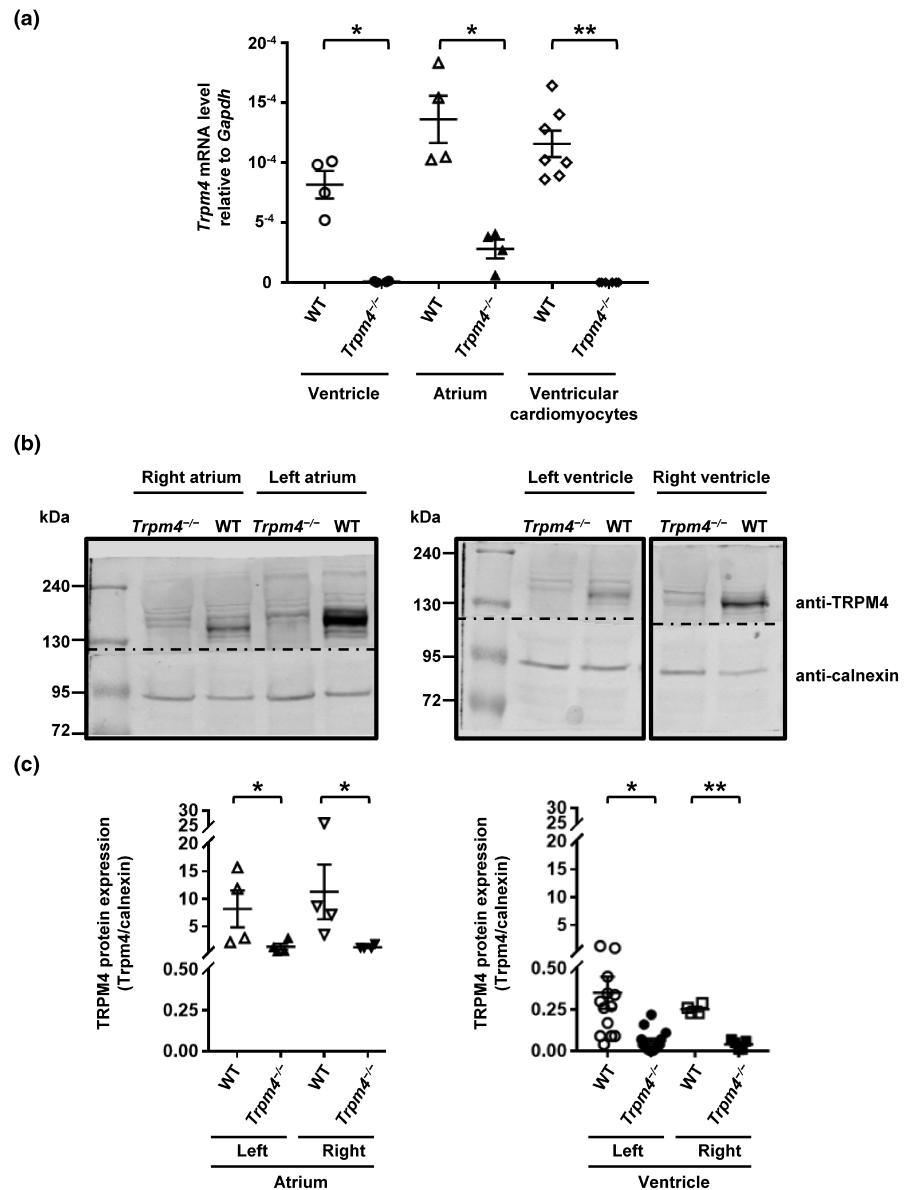 (a)
* * **
20-4
15-4
10-4
5-4
0
Trpm4 mRNA level
relative to Gapdh
WT Trpm4−/− WT Trpm4−/− WT Trpm4−/−
Ventricle Atrium Ventricular
cardiomyocytes
(b)
Right atrium Left atrium Left ventricle Right ventricle
kDa Trpm4−/− WT Trpm4−/− WT kDa Trpm4−/− WT Trpm4−/− WT
240
130
95
72
240
130
95
72
anti-TRPM4
anti-calnexin
(c)
* * * **
TRPM4 protein expression
(Trpm4/calnexin)
30
25
20
15
10
5
0.50
0.25
0.00
WT Trpm4−/− WT Trpm4−/−
Left Right
Atrium
TRPM4 protein expression
(Trpm4/calnexin)
30
25
20
15
10
5
0.50
0.25
0.00
WT Trpm4−/− WT Trpm4−/−
Left Right
Ventricle